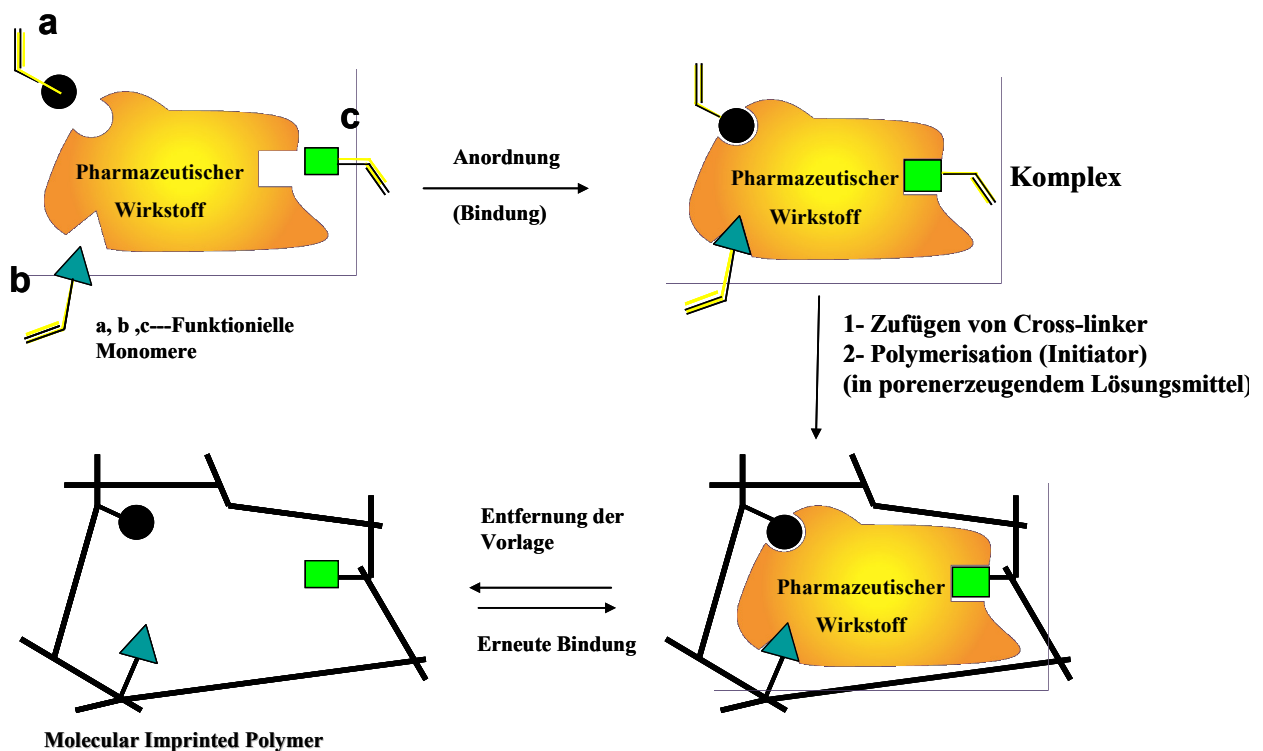 a
c
Pharmazeutischer
Wirkstoff
b
a, b ,c---Funktionielle
Monomere
Anordnung
(Bindung)
Pharmazeutischer
Wirkstoff
Komplex
1- Zufügen von Cross-linker
2- Polymerisation (Initiator)
(in porenerzeugendem Lösungsmittel)
Pharmazeutischer
Wirkstoff
Entfernung der
Vorlage
Erneute Bindung
Molecular Imprinted Polymer